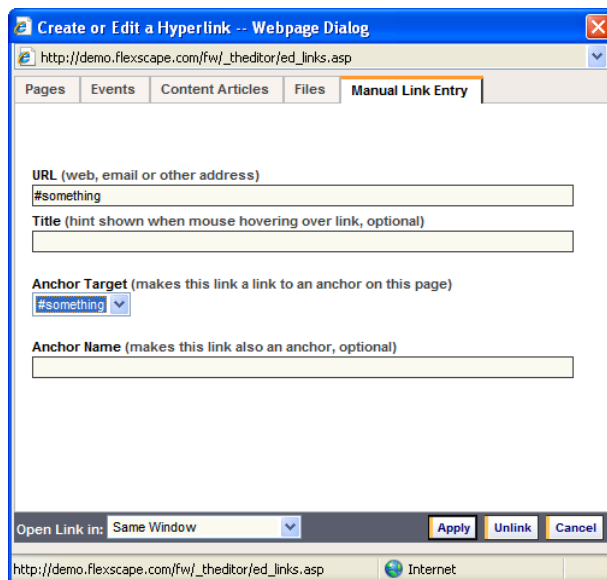 Create or Edit a Hyperlink -- Webpage Dialog
http://demo.flexscape.com/fw/_theditor/ed_links.asp
Pages Events Content Articles Files Manual Link Entry
URL (web, email or other address)
#something
Title (hint shown when mouse hovering over link, optional)
Anchor Target (makes this link a link to an anchor on this page)
#something
Anchor Name (makes this link also an anchor, optional)
Open Link in: Same Window Apply Unlink Cancel
http://demo.flexscape.com/fw/_theditor/ed_links.asp Internet